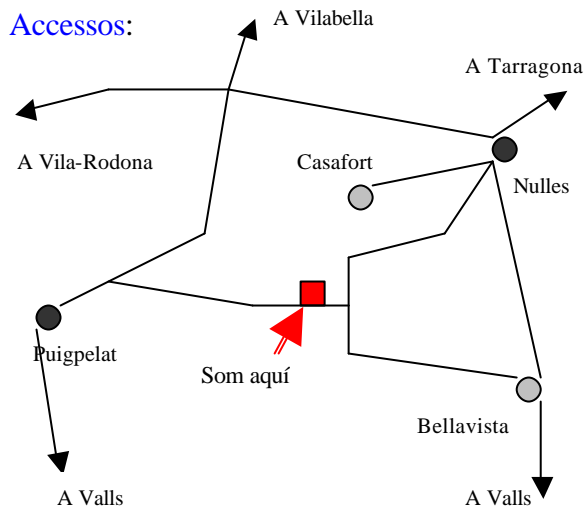 Accessos:
A Vilabella
A Tarragona
A Vila-Rodona
Casafort
Nulles
Puigpelat
Som aquí
Bellavista
A Valls
A Valls